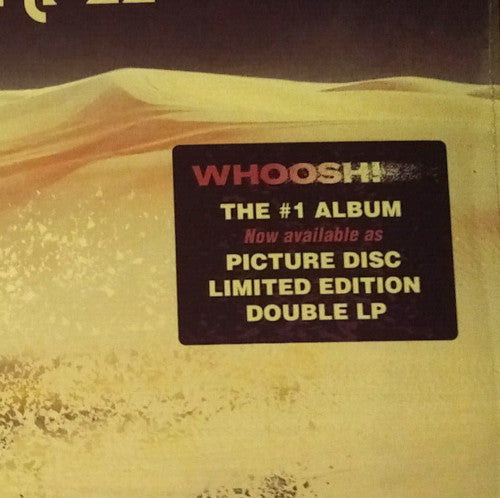 WHOOSH!
THE #1 ALBUM
Now available as
PICTURE DISC
LIMITED EDITION
DOUBLE LP